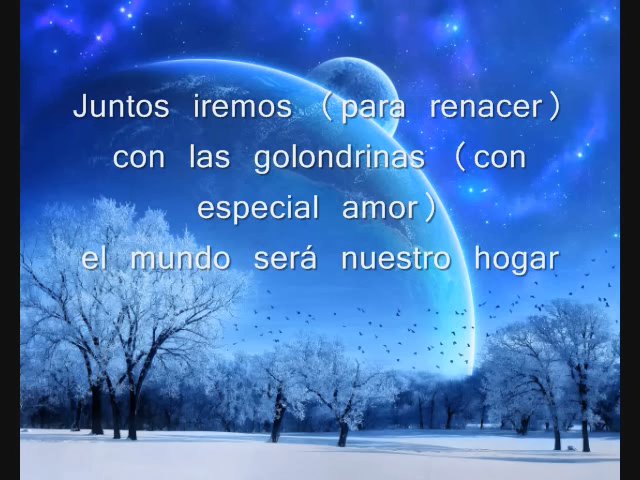 Juntos iremos (para renacer)
con las golondrinas (con
especial amor)
el mundo será nuestro hogar